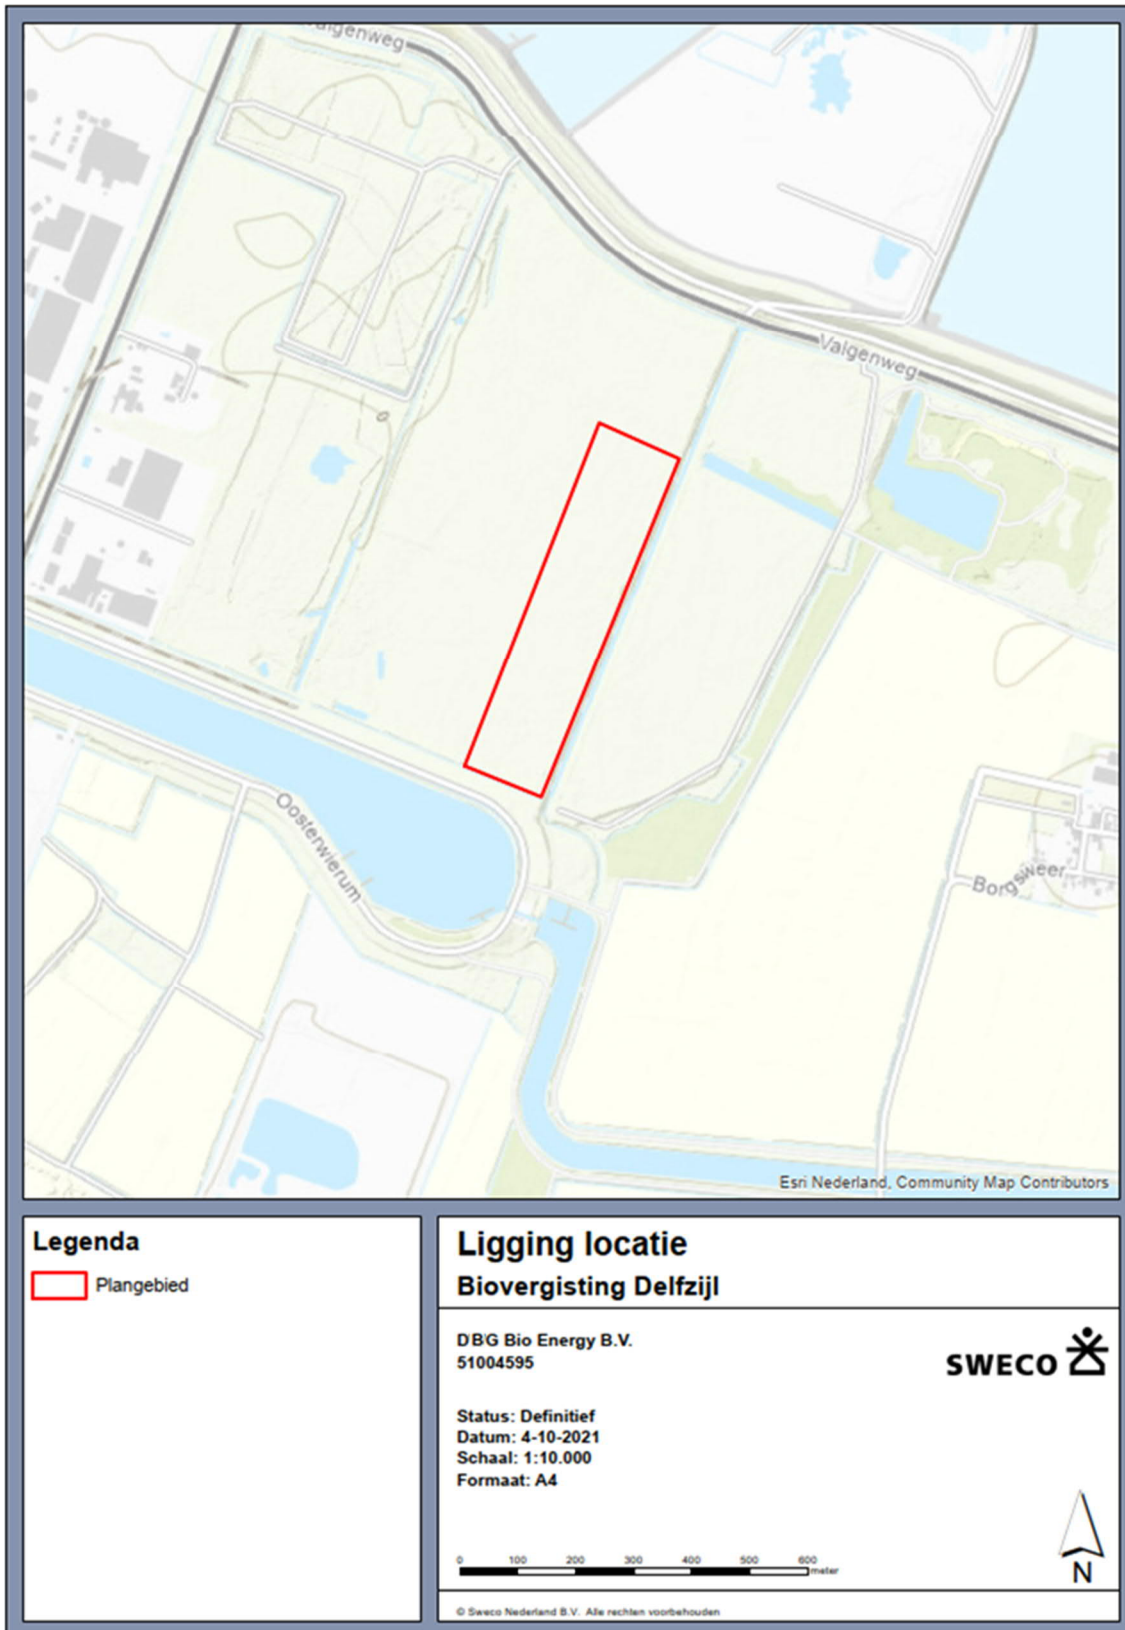 Valgenweg
Valgenweg
Oosterwierum
Borgsweer
Esri Nederland, Community Map Contributors
Legenda
Plangebied
Ligging locatie
Biovergisting Delfzijl
DBG Bio Energy B.V.
51004595
SWECO
Status: Definitief
Datum: 4-10-2021
Schaal: 1:10.000
Formaat: A4
0 100 200 300 400 500 600
meter
N
© Sweco Nederland B.V. Alle rechten voorbehouden